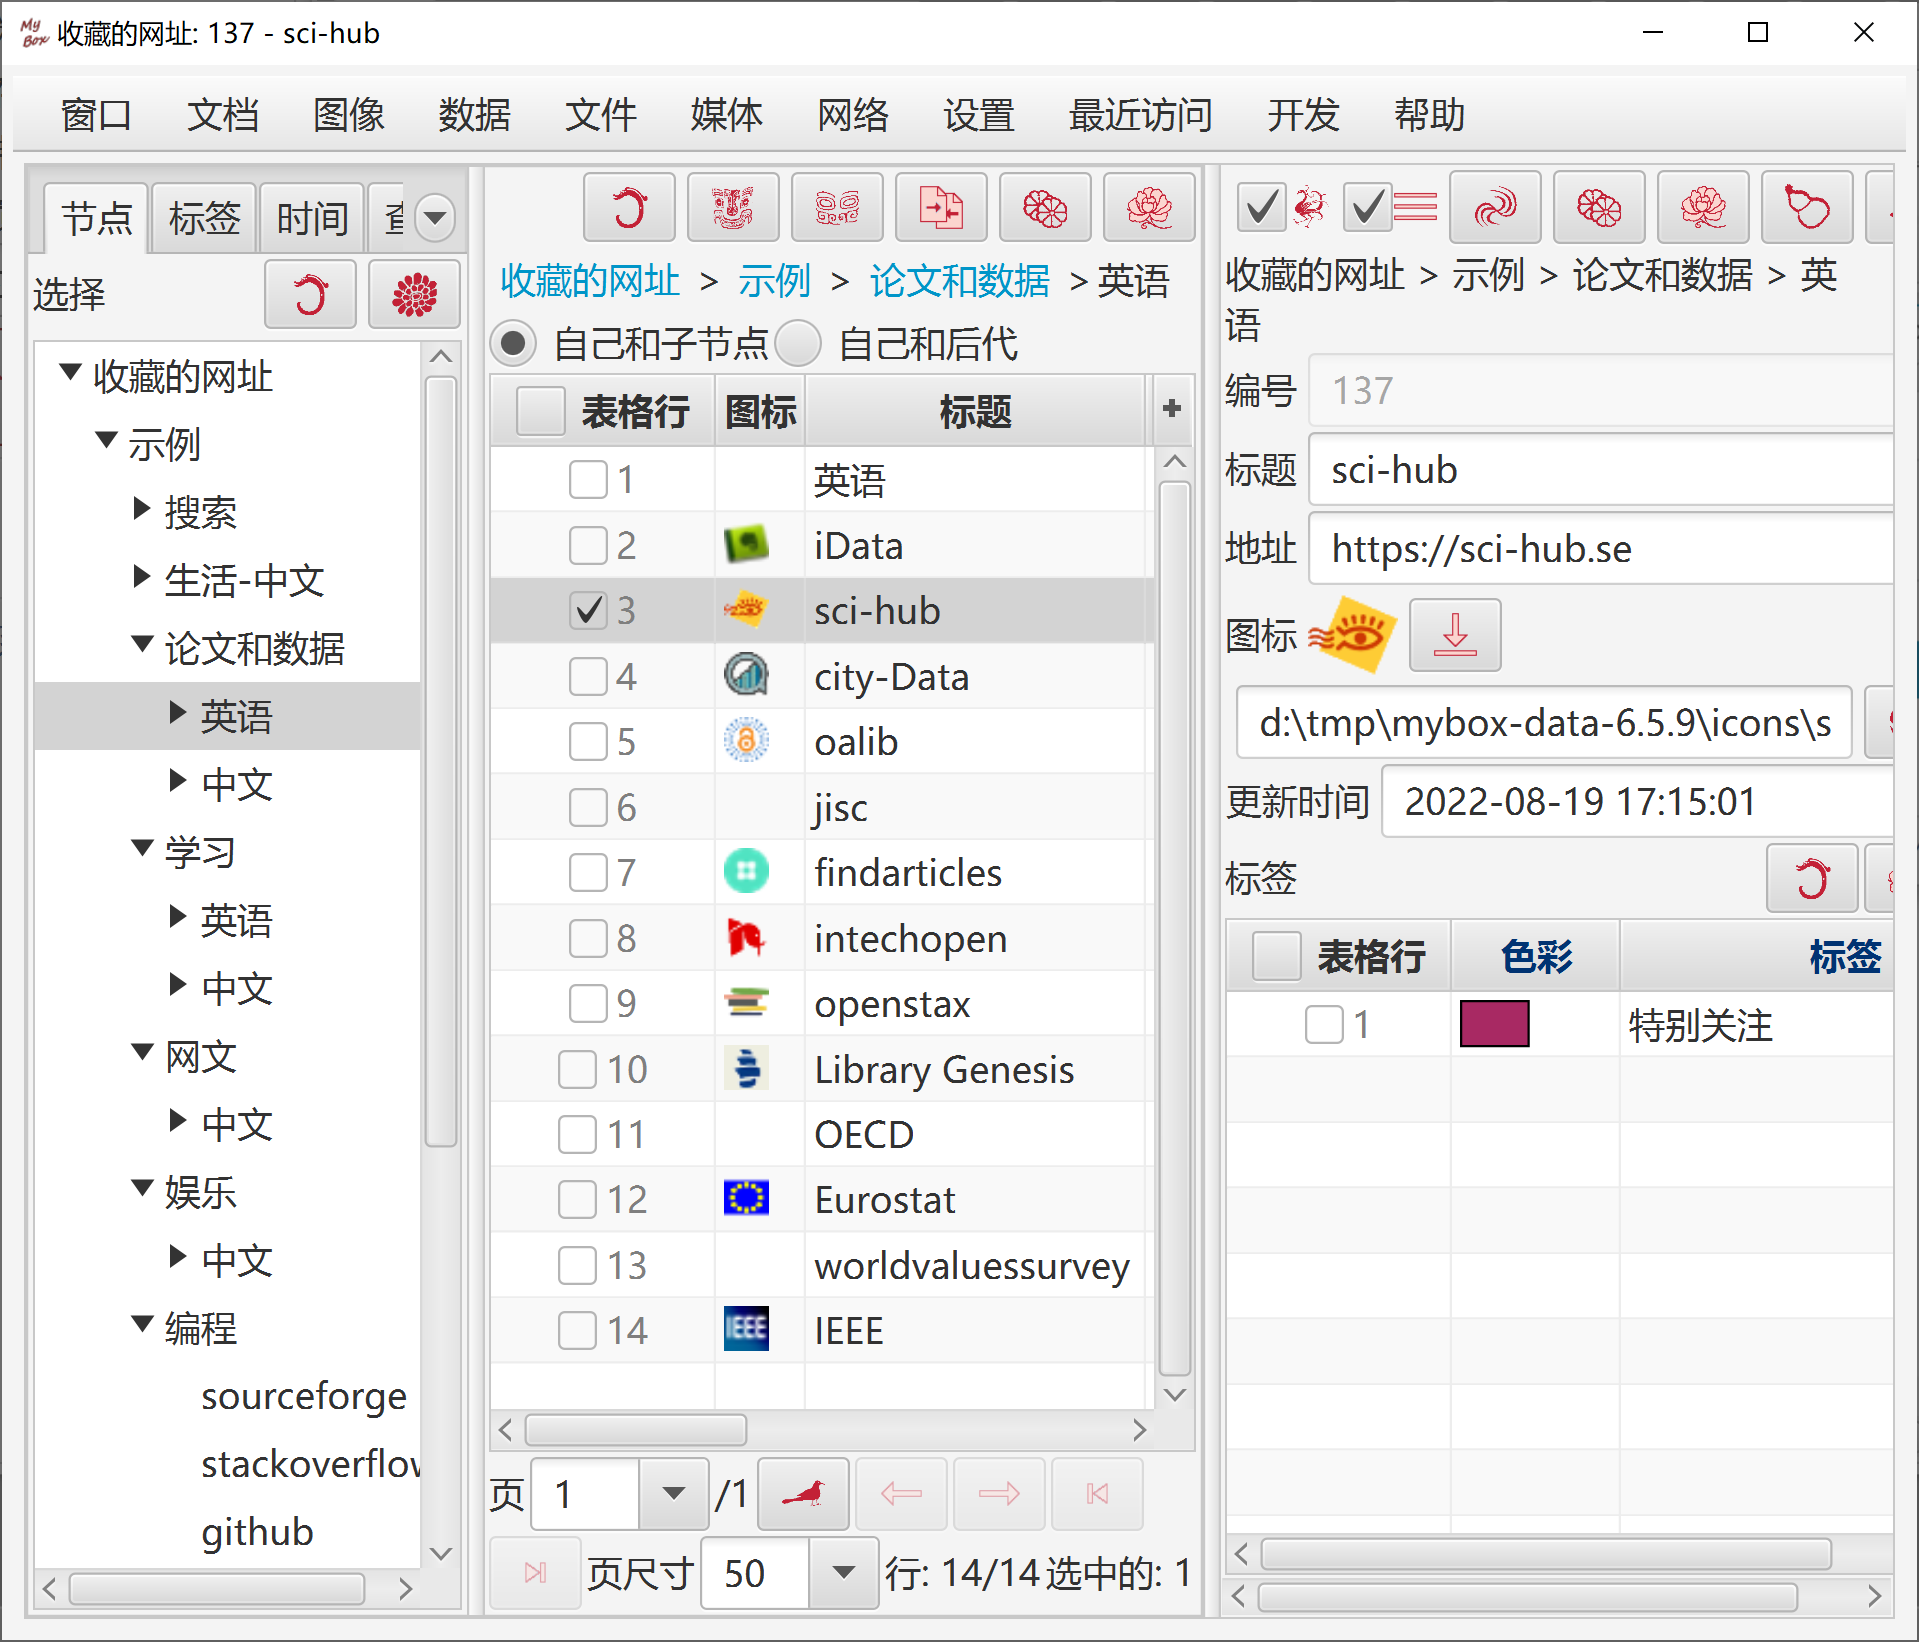 My Box 收藏的网址: 137 - sci-hub
窗口 文档 图像 数据 文件 媒体 网络 设置 最近访问 开发 帮助
节点 标签 时间
选择
收藏的网址
示例
搜索
生活-中文
论文和数据
英语
中文
学习
英语
中文
网文
中文
娱乐
中文
编程
sourceforge
stackoverflow
github
收藏的网址 > 示例 > 论文和数据 > 英语
自己和子节点 自己和后代
表格行 图标 标题 +
1 英语
2 iData
3 sci-hub
4 city-Data
5 oalib
6 jisc
7 findarticles
8 intechopen
9 openstax
10 Library Genesis
11 OECD
12 Eurostat
13 worldvaluessurvey
14 IEEE IEEE
页 1 /1
页尺寸 50 行: 14/14 选中的: 1
收藏的网址 > 示例 > 论文和数据 > 英
语
编号 137
标题 sci-hub
地址 https://sci-hub.se
图标
d:\tmp\mybox-data-6.5.9\icons\s
更新时间 2022-08-19 17:15:01
标签
表格行 色彩 标签
1 特别关注